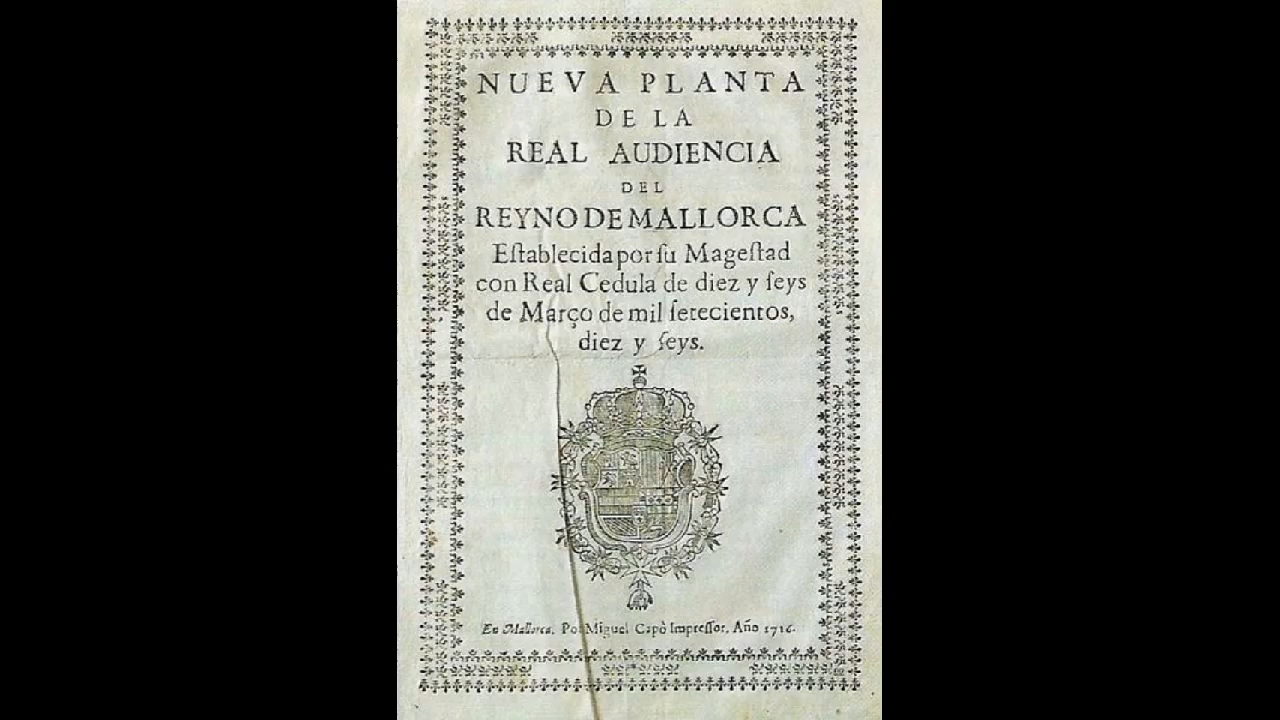 NUEVA PLANTA
DE LA
REAL AUDIENCIA
DEL
REYNO DE MALLORCA
Eſtablecida por ſu Mageſtad
con Real Cedula de diez y ſeys
de Março de mil ſetecientos,
diez y ſeys.
En Mallorca. Por Miguel Capò Impreſſor, Año 1716.